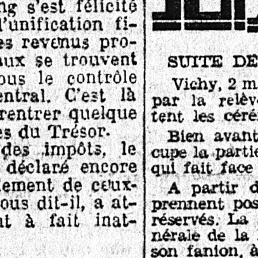 ng s'est félicité
l'unification fi-
es revenus pro-
aux se trouvent
ous le contrôle
entral. C'est là
rentrer quelque
es du Trésor.
des impôts, le
déclaré encore
tement de ceux-
ous dit-il, a at-
t à fait inat-
SUITE DE
Vichy, 2 m
par la relèv
tent les céré
Bien avant
cupe la partie
qui fait face
A partir d
prennent pos
réservés. La
nérale de la
son fanion, à